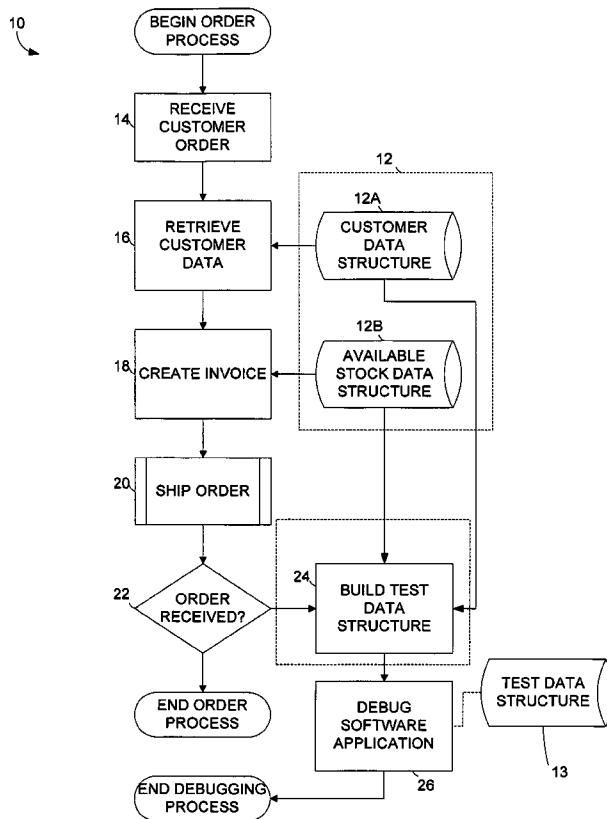 10
BEGIN ORDER
PROCESS
14
RECEIVE
CUSTOMER
ORDER
12
16
RETRIEVE
CUSTOMER
DATA
12A
CUSTOMER
DATA
STRUCTURE
18
CREATE INVOICE
12B
AVAILABLE
STOCK DATA
STRUCTURE
20
SHIP ORDER
22
ORDER
RECEIVED?
24
BUILD TEST
DATA
STRUCTURE
END ORDER
PROCESS
DEBUG
SOFTWARE
APPLICATION
26
TEST DATA
STRUCTURE
13
END DEBUGGING
PROCESS